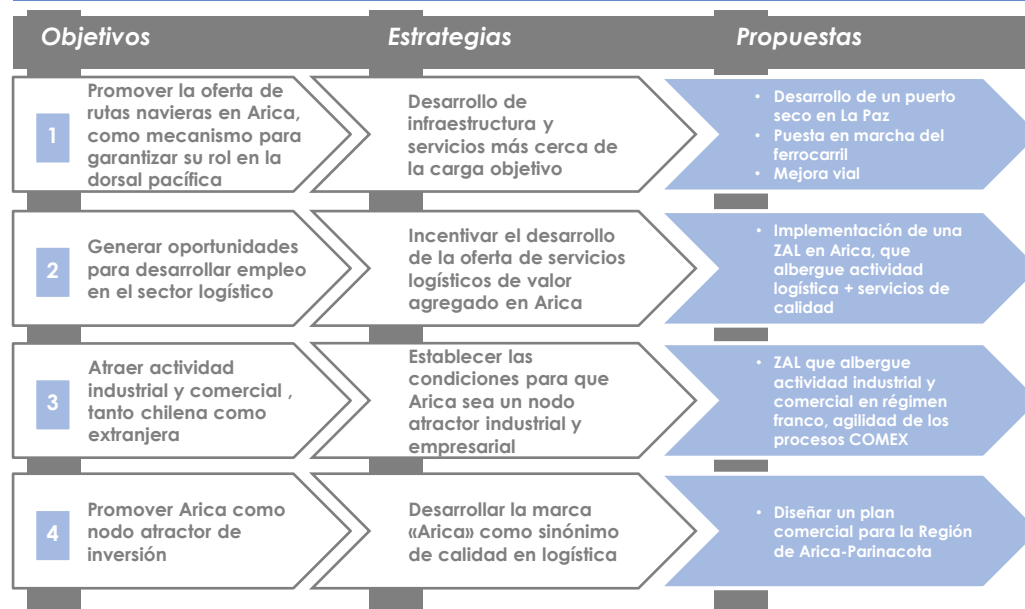 Objetivos
Estrategias
Propuestas
1
Promover la oferta de
rutas navieras en Arica,
como mecanismo para
garantizar su rol en la
dorsal pacífica
Desarrollo de
infraestructura y
servicios más cerca de
la carga objetivo
• Desarrollo de un puerto
seco en La Paz
• Puesta en marcha del
ferrocarril
• Mejora vial
2
Generar oportunidades
para desarrollar empleo
en el sector logístico
Incentivar el desarrollo
de la oferta de servicios
logísticos de valor
agregado en Arica
• Implementación de una
ZAL en Arica, que
albergue actividad
logística + servicios de
calidad
3
Atraer actividad
industrial y comercial ,
tanto chilena como
extranjera
Establecer las
condiciones para que
Arica sea un nodo
atractor industrial y
empresarial
• ZAL que albergue
actividad industrial y
comercial en régimen
franco, agilidad de los
procesos COMEX
4
Promover Arica como
nodo atractor de
inversión
Desarrollar la marca
«Arica» como sinónimo
de calidad en logística
• Diseñar un plan
comercial para la Región
de Arica-Parinacota